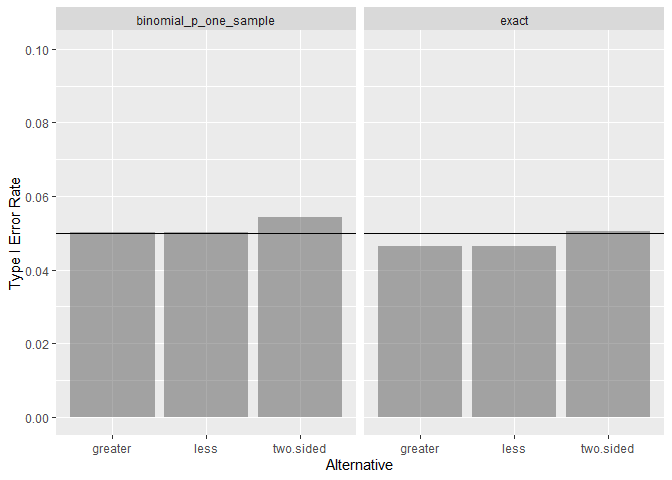 binomial_p_one_sample
exact
Type I Error Rate
0.10
0.08
0.06
0.04
0.02
0.00
greater less two.sided
greater less two.sided
Alternative